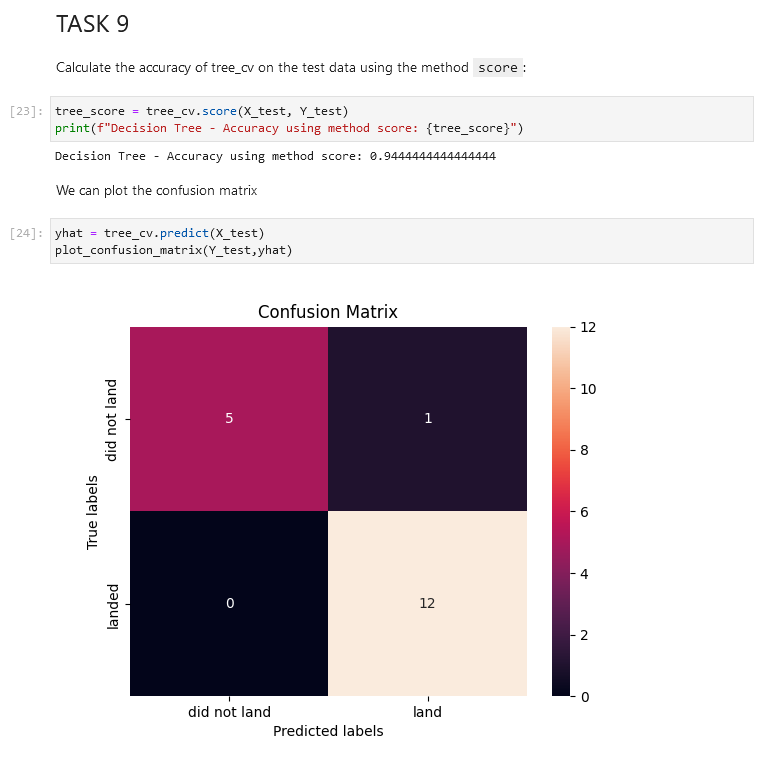 TASK 9
Calculate the accuracy of tree_cv on the test data using the method score:
[23]: tree_score = tree_cv.score(X_test, Y_test)
print(f"Decision Tree - Accuracy using method score: {tree_score}")
Decision Tree - Accuracy using method score: 0.9444444444444444
We can plot the confusion matrix
[24]: yhat = tree_cv.predict(X_test)
plot_confusion_matrix(Y_test,yhat)
Confusion Matrix
True labels
did not land
landed
5
1
0
12
did not land
land
Predicted labels
12
10
8
6
4
2
0